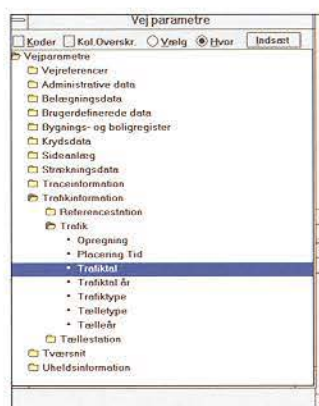 Vej parametre
Koder Kol.Overskr. Vælg Hvor Indsæt
Vejparametre
Vejreferencer
Administrative data
Belægningsdata
Brugerdefinerede data
Bygnings- og boligregister
Krydsdata
Sideanlæg
Strækningsdata
Traceinformation
Trafikinformation
Referencestation
Trafik
Opregning
Placering Tid
Trafiktal
Trafiktal år
Trafiktype
Tælletype
Tælleår
Tællestation
Tværsnit
Uheldsinformation